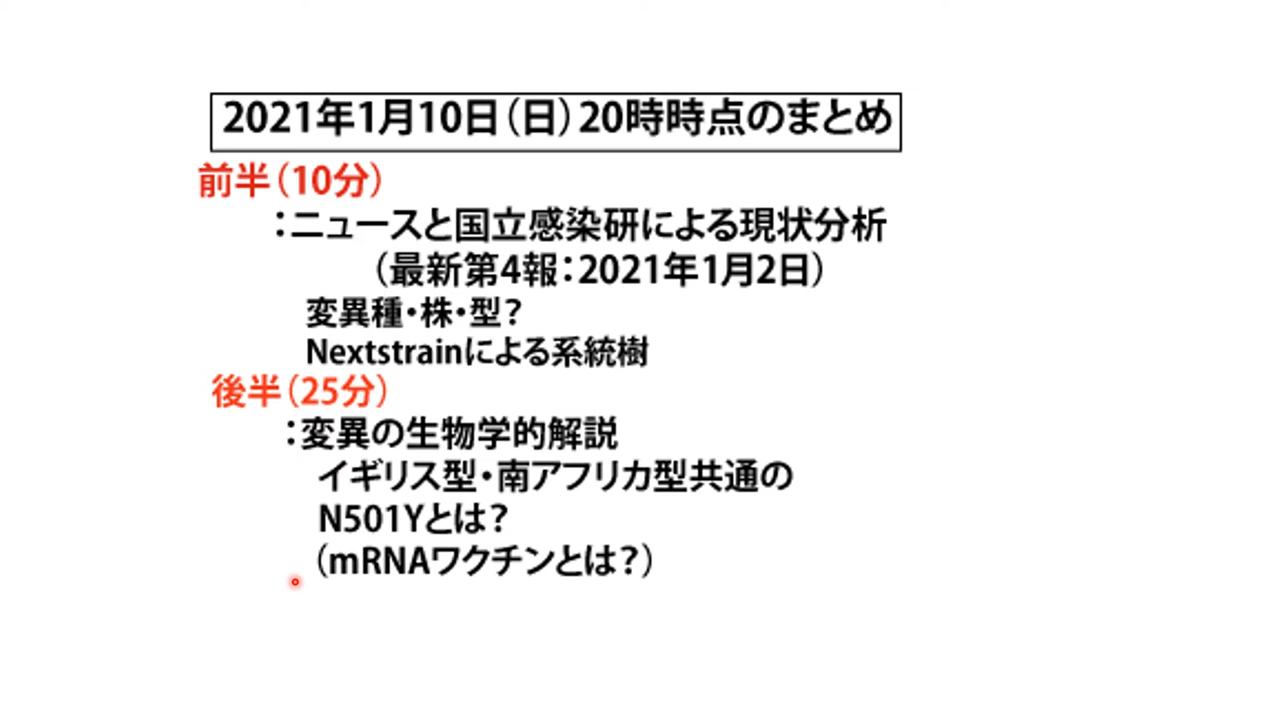 2021年1月10日（日）20時時点のまとめ
前半（10分）
：ニュースと国立感染研による現状分析
（最新第4報：2021年1月2日）
変異種・株・型？
Nextstrainによる系統樹
後半（25分）
：変異の生物学的解説
イギリス型・南アフリカ型共通の
N501Yとは？
（mRNAワクチンとは？）